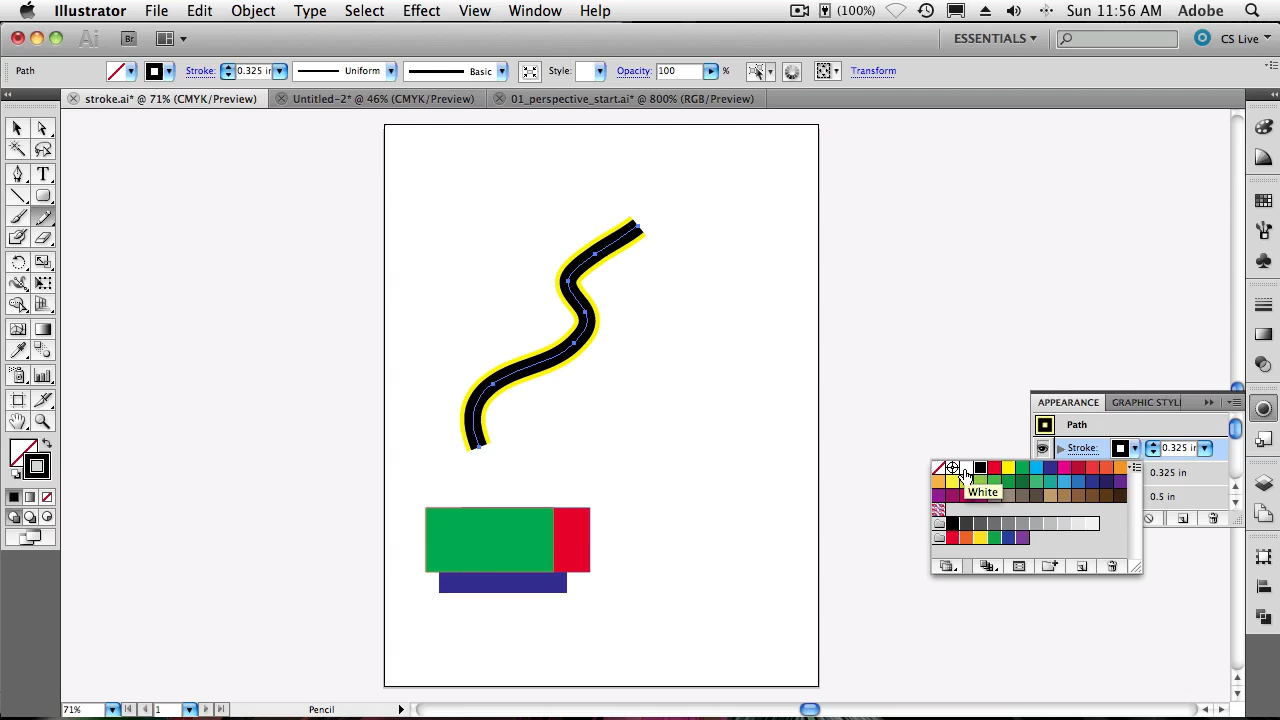 Illustrator File Edit Object Type Select Effect View Window Help (100%) Sun 11:56 AM Adobe
Ai Br ESSENTIALS CS Live
Path Stroke: 0.325 in Uniform Basic Style: Opacity: 100 % Transform
stroke.ai* @ 71% (CMYK/Preview) Untitled-2* @ 46% (CMYK/Preview) 01_perspective_start.ai* @ 800% (RGB/Preview)
T
APPEARANCE GRAPHIC STYL
Path
Stroke: 0.325 in
0.325 in
White
0.5 in
71% 1 Pencil